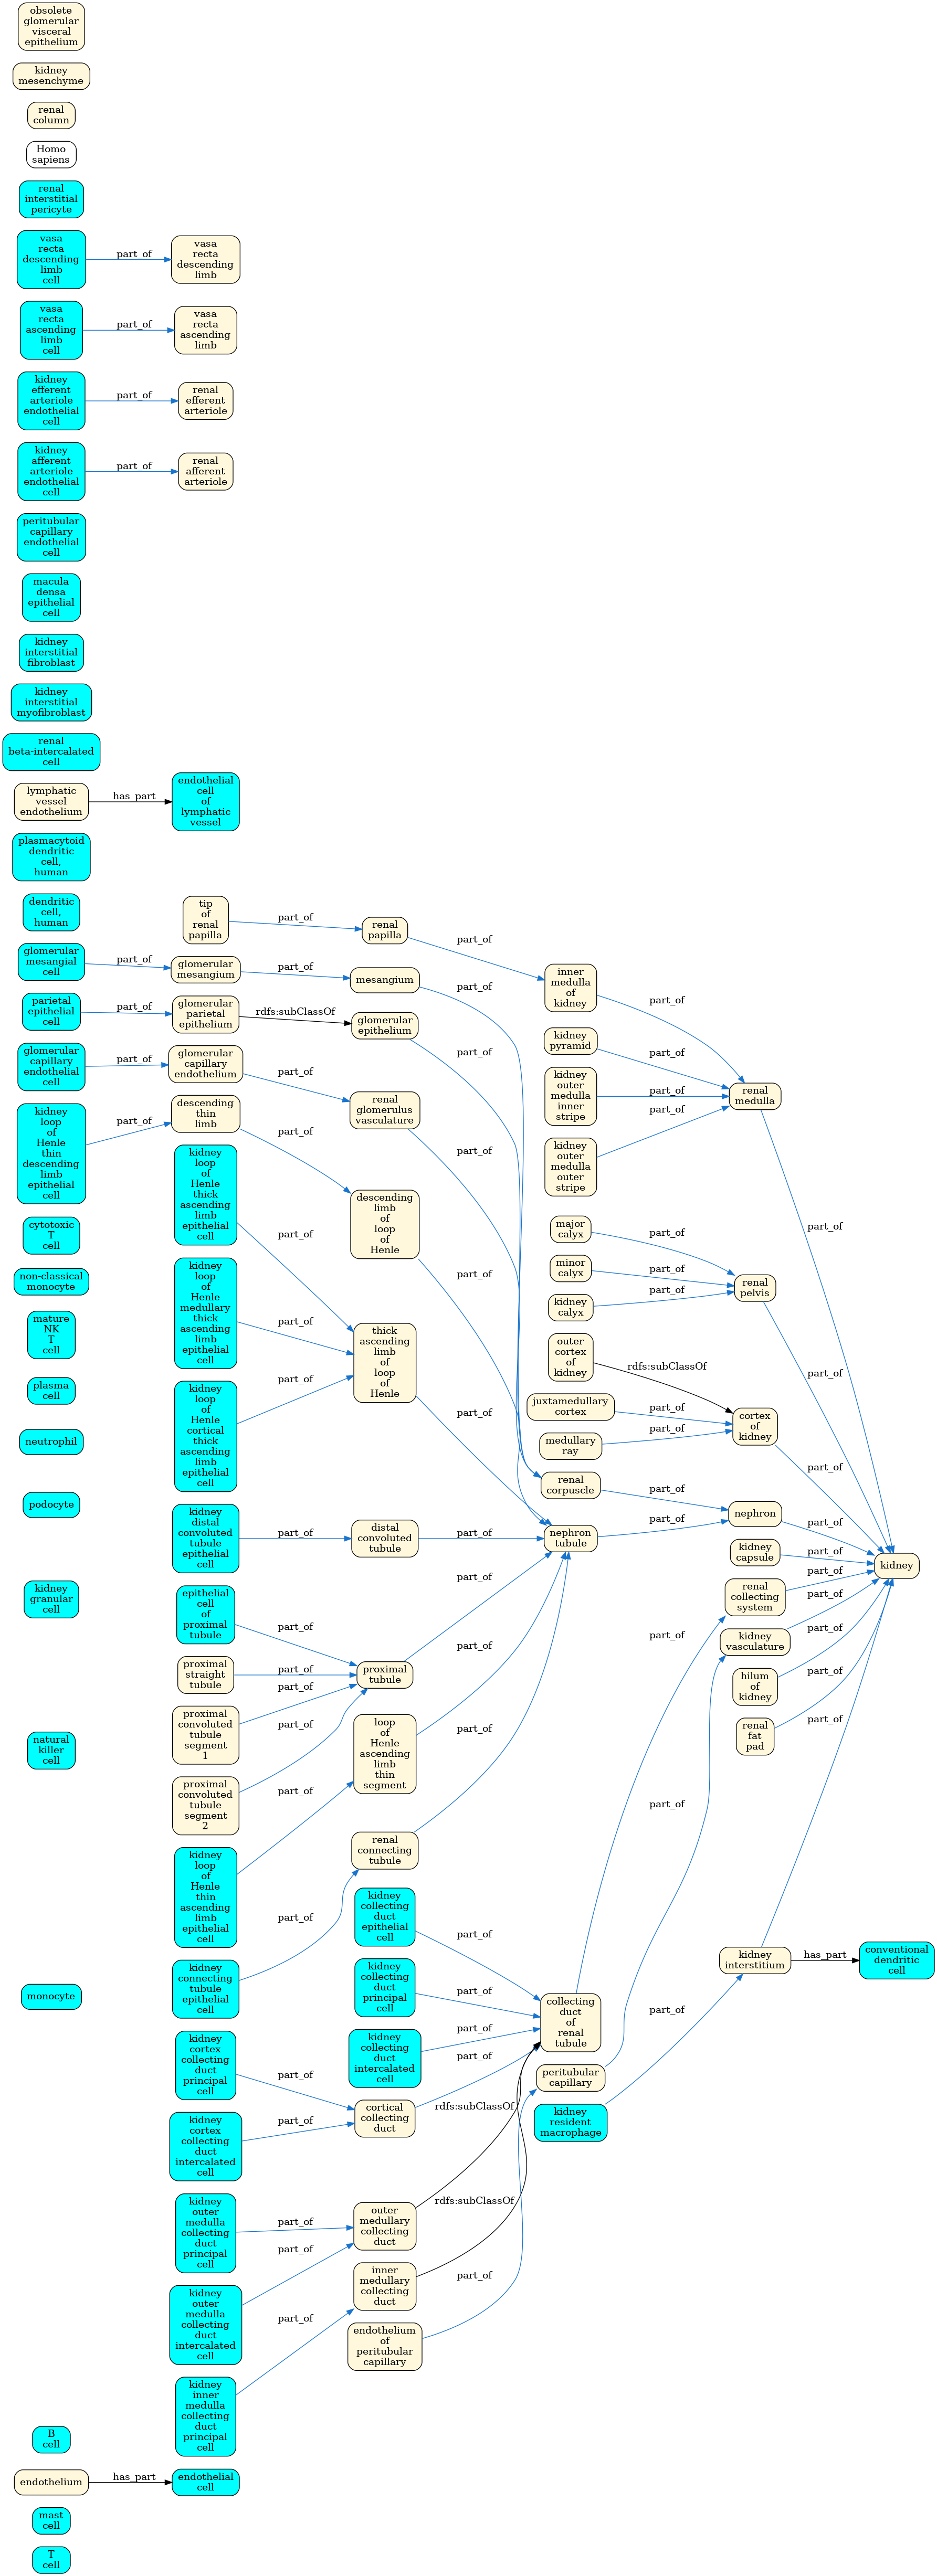 obsolete
glomerular
visceral
epithelium
kidney
mesenchyme
renal
column
Homo
sapiens
renal
interstitial
pericyte
vasa
recta
descending
limb
cell
part_of
vasa
recta
descending
limb
vasa
recta
ascending
limb
cell
part_of
vasa
recta
ascending
limb
kidney
efferent
arteriole
endothelial
cell
part_of
renal
efferent
arteriole
kidney
afferent
arteriole
endothelial
cell
part_of
renal
afferent
arteriole
peritubular
capillary
endothelial
cell
macula
densa
epithelial
cell
kidney
interstitial
fibroblast
kidney
interstitial
myofibroblast
renal
beta-intercalated
cell
lymphatic
vessel
endothelium
has_part
endothelial
cell
of
lymphatic
vessel
plasmacytoid
dendritic
cell,
human
dendritic
cell,
human
tip
of
renal
papilla
part_of
renal
papilla
part_of
inner
medulla
of
kidney
part_of
glomerular
mesangial
cell
part_of
glomerular
mesangium
part_of
mesangium
part_of
parietal
epithelial
cell
part_of
glomerular
parietal
epithelium
rdfs:subClassOf
glomerular
epithelium
part_of
kidney
pyramid
part_of
renal
medulla
part_of
glomerular
capillary
endothelial
cell
part_of
glomerular
capillary
endothelium
part_of
renal
glomerulus
vasculature
part_of
kidney
outer
medulla
inner
stripe
part_of
kidney
outer
medulla
outer
stripe
part_of
kidney
loop
of
Henle
thin
descending
limb
epithelial
cell
part_of
descending
thin
limb
part_of
descending
limb
of
loop
of
Henle
part_of
kidney
loop
of
Henle
thick
ascending
limb
epithelial
cell
part_of
cytotoxic
T
cell
major
calyx
part_of
minor
calyx
part_of
kidney
calyx
part_of
renal
pelvis
part_of
non-classical
monocyte
kidney
loop
of
Henle
medullary
thick
ascending
limb
epithelial
cell
part_of
thick
ascending
limb
of
loop
of
Henle
part_of
mature
NK
T
cell
outer
cortex
of
kidney
rdfs:subClassOf
juxtamedullary
cortex
part_of
medullary
ray
part_of
cortex
of
kidney
part_of
plasma
cell
kidney
loop
of
Henle
cortical
thick
ascending
limb
epithelial
cell
part_of
neutrophil
renal
corpuscle
part_of
podocyte
nephron
part_of
kidney
distal
convoluted
tubule
epithelial
cell
part_of
distal
convoluted
tubule
part_of
nephron
tubule
part_of
kidney
capsule
part_of
kidney
renal
collecting
system
part_of
kidney
granular
cell
epithelial
cell
of
proximal
tubule
part_of
proximal
straight
tubule
part_of
proximal
tubule
part_of
kidney
vasculature
part_of
hilum
of
kidney
part_of
renal
fat
pad
part_of
proximal
convoluted
tubule
segment
1
part_of
natural
killer
cell
proximal
convoluted
tubule
segment
2
part_of
loop
of
Henle
ascending
limb
thin
segment
part_of
kidney
loop
of
Henle
thin
ascending
limb
epithelial
cell
part_of
renal
connecting
tubule
part_of
kidney
connecting
tubule
epithelial
cell
part_of
kidney
collecting
duct
epithelial
cell
part_of
kidney
collecting
duct
principal
cell
part_of
kidney
collecting
duct
intercalated
cell
part_of
collecting
duct
of
renal
tubule
part_of
kidney
interstitium
part_of
has_part
conventional
dendritic
cell
monocyte
kidney
cortex
collecting
duct
principal
cell
part_of
cortical
collecting
duct
part_of
kidney
cortex
collecting
duct
intercalated
cell
part_of
peritubular
capillary
part_of
kidney
resident
macrophage
part_of
kidney
outer
medulla
collecting
duct
principal
cell
part_of
outer
medullary
collecting
duct
rdfs:subClassOf
kidney
outer
medulla
collecting
duct
intercalated
cell
part_of
inner
medullary
collecting
duct
rdfs:subClassOf
endothelium
of
peritubular
capillary
part_of
kidney
inner
medulla
collecting
duct
principal
cell
part_of
B
cell
endothelium
has_part
endothelial
cell
mast
cell
T
cell